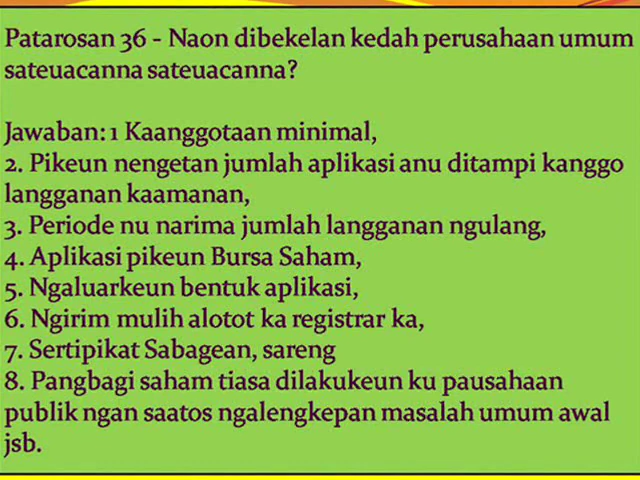 Patarosan 36 - Naon dibekelan kedah perusahaan umum
sateuacanna sateuacanna?
Jawaban: 1 Kaanggotaan minimal,
2. Pikeun nengetan jumlah aplikasi anu ditampi kanggo
langganan kaamanan,
3. Periode nu narima jumlah langganan ngulang,
4. Aplikasi pikeun Bursa Saham,
5. Ngaluarkeun bentuk aplikasi,
6. Ngirim mulih alotot ka registrar ka,
7. Sertipikat Sabagean, sareng
8. Pangbagi saham tiasa dilakukeun ku pausahaan
publik ngan saatos ngalengkepan masalah umum awal
jsb.